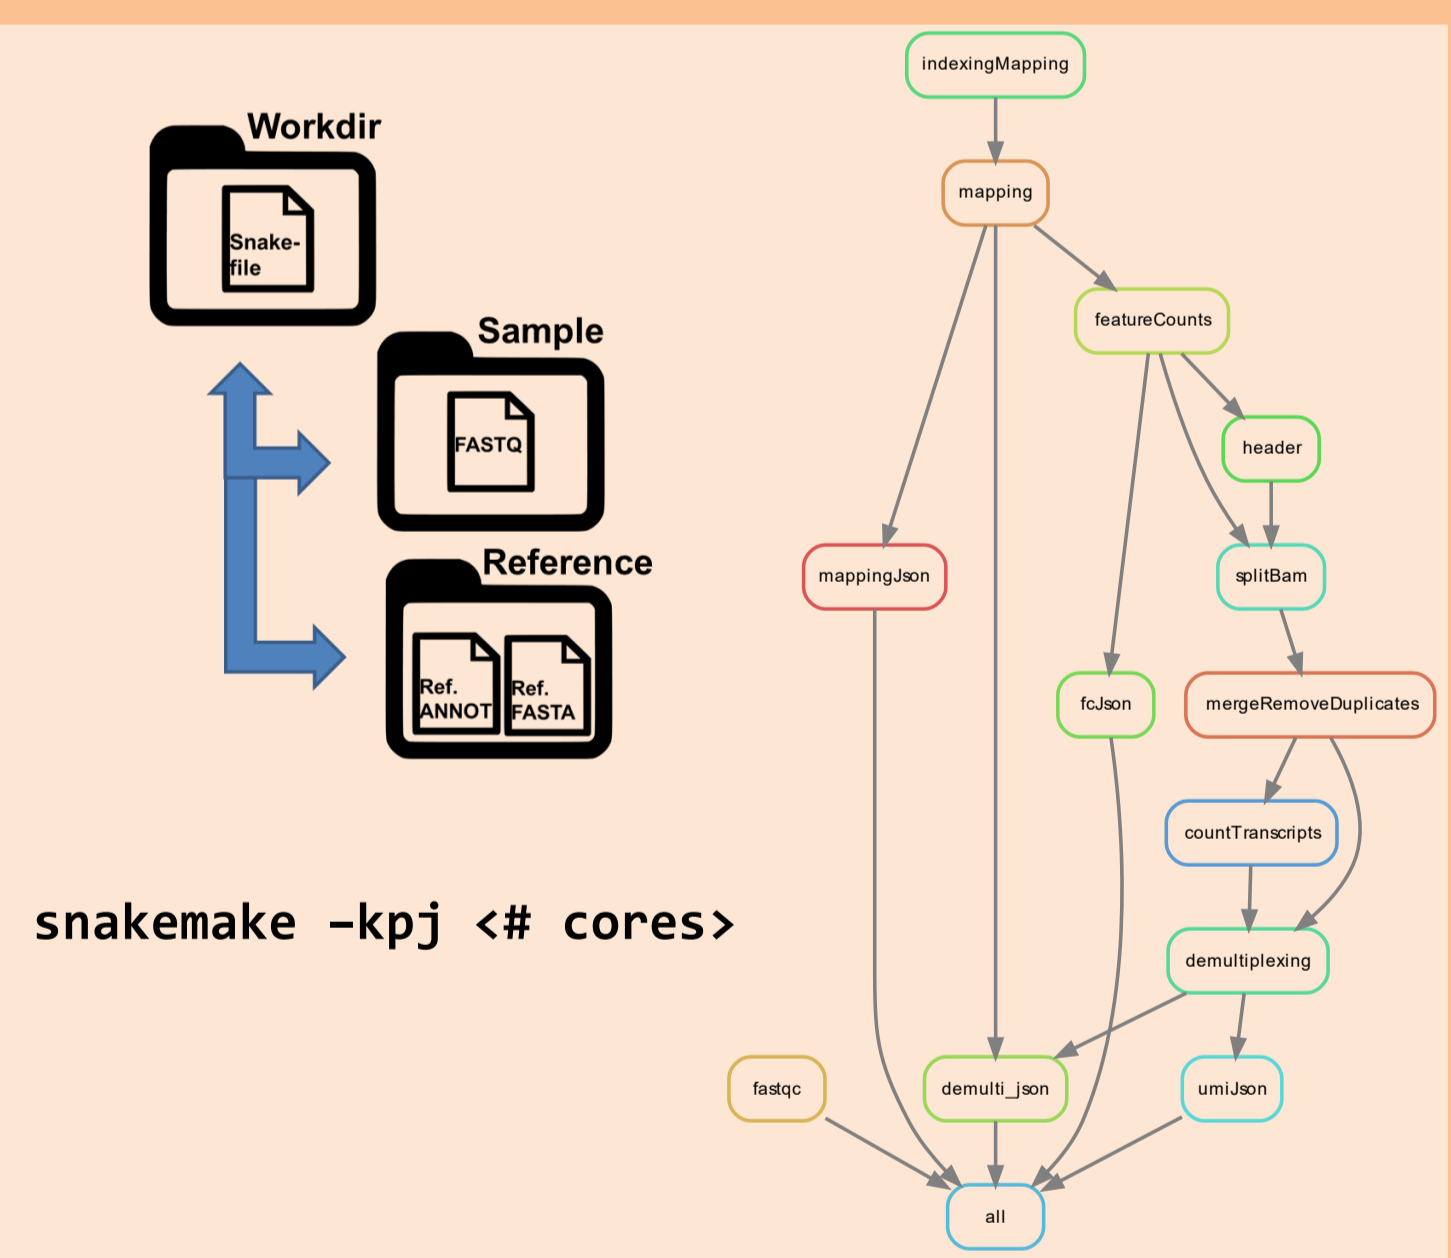 Workdir
Snake-
file
Sample
FASTQ
Reference
Ref.
ANNOT
Ref.
FASTA
snakemake –kpj <# cores>
indexingMapping
mapping
featureCounts
header
mappingJson
splitBam
fcJson
mergeRemoveDuplicates
countTranscripts
demultiplexing
fastqc
demulti_json
umiJson
all